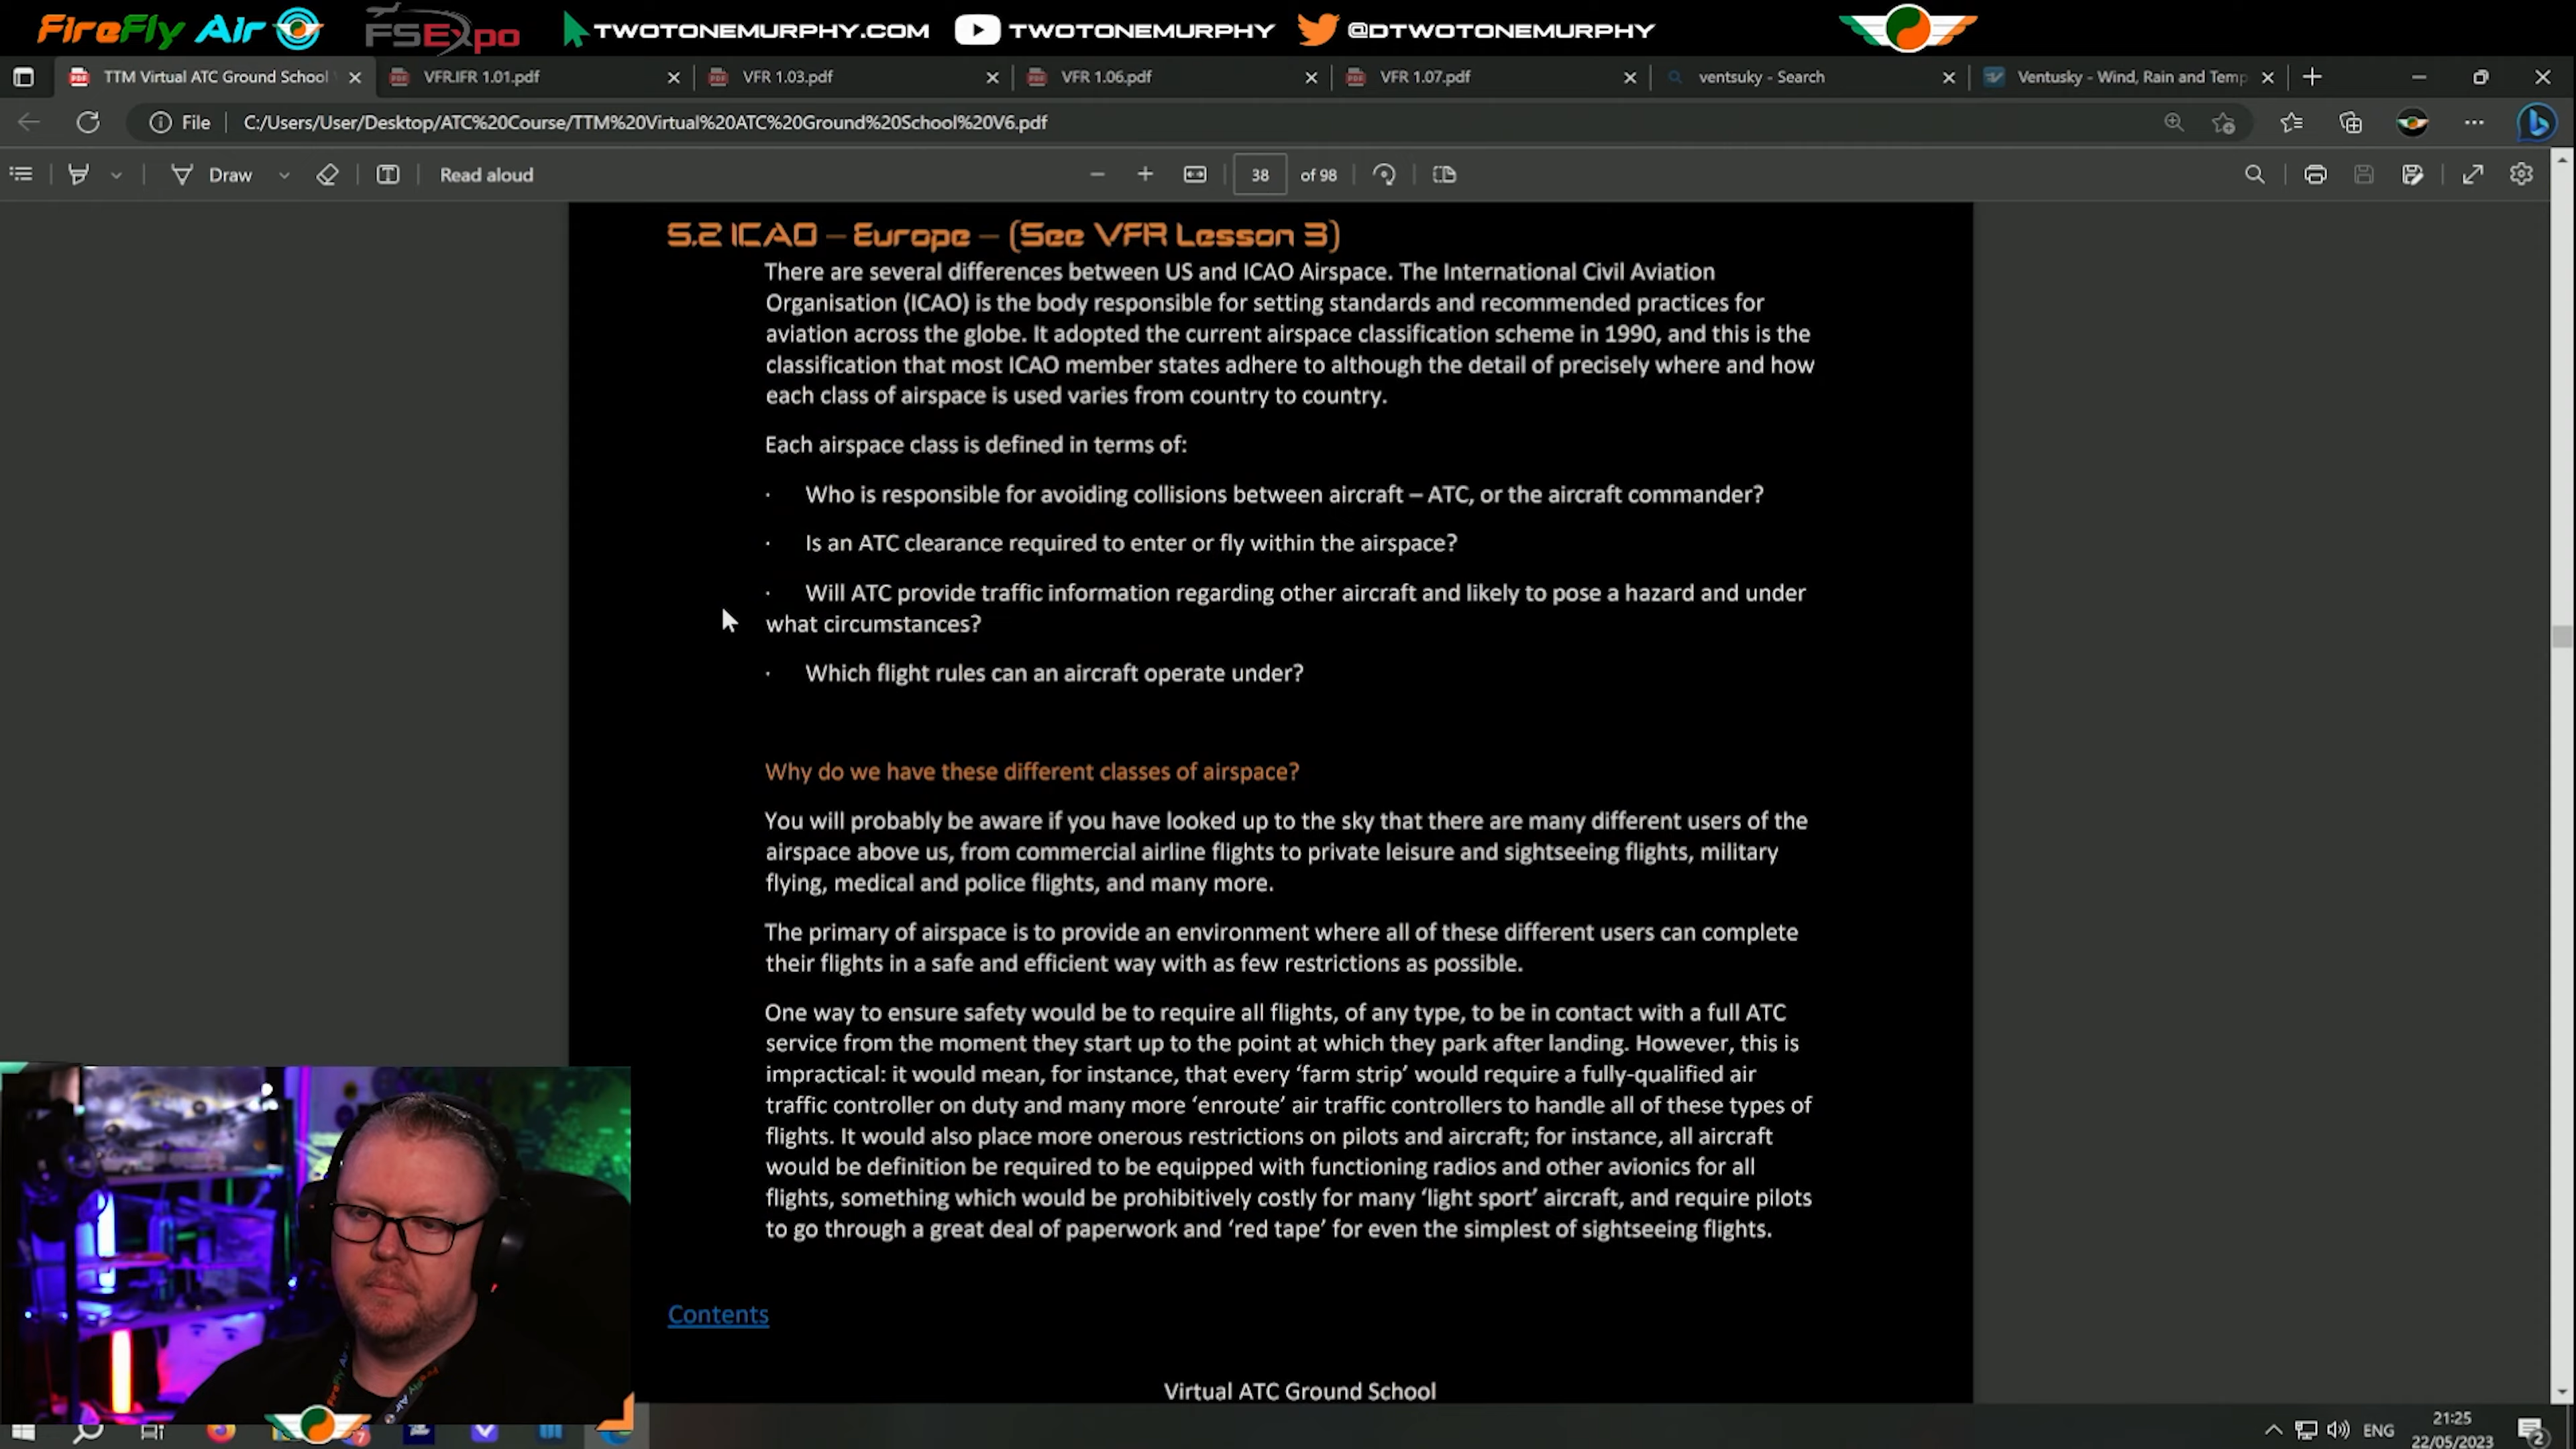 FireFly Air FSExpo TWOTONEMURPHY.COM TWOTONEMURPHY @DTWOTONEMURPHY
TTM Virtual ATC Ground School VFR.IFR 1.01.pdf VFR 1.03.pdf VFR 1.06.pdf VFR 1.07.pdf ventsuky - Search Ventusky - Wind, Rain and Temp
File C:/Users/User/Desktop/ATC%20Course/TTM%20Virtual%20ATC%20Ground%20School%20V6.pdf
Draw Read aloud 38 of 98
5.2 ICAO – Europe – (See VFR Lesson 3)
There are several differences between US and ICAO Airspace. The International Civil Aviation
Organisation (ICAO) is the body responsible for setting standards and recommended practices for
aviation across the globe. It adopted the current airspace classification scheme in 1990, and this is the
classification that most ICAO member states adhere to although the detail of precisely where and how
each class of airspace is used varies from country to country.
Each airspace class is defined in terms of:
· Who is responsible for avoiding collisions between aircraft – ATC, or the aircraft commander?
· Is an ATC clearance required to enter or fly within the airspace?
· Will ATC provide traffic information regarding other aircraft and likely to pose a hazard and under
what circumstances?
· Which flight rules can an aircraft operate under?
Why do we have these different classes of airspace?
You will probably be aware if you have looked up to the sky that there are many different users of the
airspace above us, from commercial airline flights to private leisure and sightseeing flights, military
flying, medical and police flights, and many more.
The primary of airspace is to provide an environment where all of these different users can complete
their flights in a safe and efficient way with as few restrictions as possible.
One way to ensure safety would be to require all flights, of any type, to be in contact with a full ATC
service from the moment they start up to the point at which they park after landing. However, this is
impractical: it would mean, for instance, that every ‘farm strip’ would require a fully-qualified air
traffic controller on duty and many more ‘enroute’ air traffic controllers to handle all of these types of
flights. It would also place more onerous restrictions on pilots and aircraft; for instance, all aircraft
would be definition be required to be equipped with functioning radios and other avionics for all
flights, something which would be prohibitively costly for many ‘light sport’ aircraft, and require pilots
to go through a great deal of paperwork and ‘red tape’ for even the simplest of sightseeing flights.
Contents
Virtual ATC Ground School
FireFly Air
7
ENG
21:25
22/05/2023
2